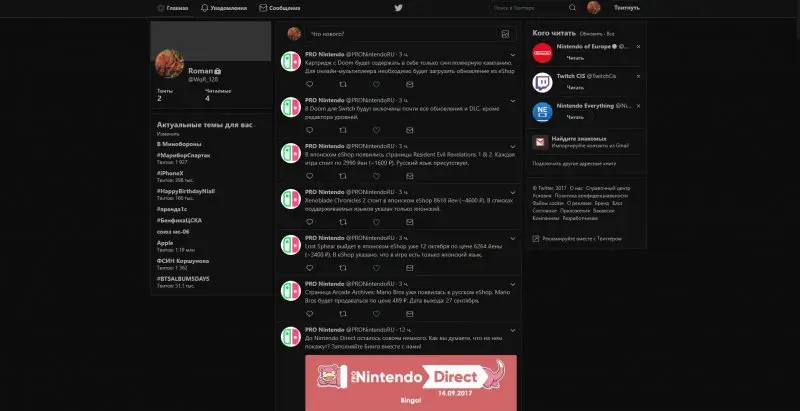 Главная Уведомления Сообщения Поиск в Твиттере Твитнуть
Roman
Твиты Читаемые
2 4
Актуальные темы для вас
Изменить
В Минобороны
#МариборСпартак
Твитов: 1 927
#iPhoneX
Твитов: 398 тыс.
#HappyBirthdayNiall
Твитов: 166 тыс.
#аренда1с
#БенфикаЦСКА
союз мс-06
Apple
Твитов: 1,19 млн
ФСИН Коршунова
Твитов: 1 362
#BTSALBUM5DAYS
Твитов: 51,1 тыс.
Что нового?
PRO Nintendo @PRONintendoRU · 3 ч.
Картридж с Doom будет содержать в себе только синглплеерную кампанию.
Для онлайн-мультиплеера необходимо будет загрузить обновление из eShop
PRO Nintendo @PRONintendoRU · 3 ч.
В Doom для Switch будут включены почти все обновления и DLC, кроме
редактора уровней.
PRO Nintendo @PRONintendoRU · 3 ч.
В японском eShop появились страницы Resident Evil Revelations 1 & 2. Каждая
игра стоит по 2990 йен (~1600 ₽). Русский язык присутствует.
PRO Nintendo @PRONintendoRU · 3 ч.
Xenoblade Chronicles 2 стоит в японском eShop 8618 йен (~4600 ₽). В списках
поддерживаемых языков указан только японский.
PRO Nintendo @PRONintendoRU · 3 ч.
Lost Sphear выйдет в японском eShop уже 12 октября по цене 6264 йены
(~3400 ₽). В eShop указано, что в игре есть только японский язык.
PRO Nintendo @PRONintendoRU · 3 ч.
Страница Arcade Archives: Mario Bros уже появилась в русском eShop. Mario
Bros будет продаваться по цене 489 ₽. Дата выхода: 27 сентября.
PRO Nintendo @PRONintendoRU · 12 ч.
До Nintendo Direct осталось совсем немного. Как вы думаете, что на нем
покажут? Заполняйте Бинго вместе с нами!
PRO Nintendo Direct
14.09.2017
Bingo!
Кого читать · Обновить · Все
Nintendo of Europe @...
Читать
Twitch CIS @TwitchCis
Читать
Nintendo Everything @Ni...
Читать
Найдите знакомых
Импортируйте контакты из Gmail
Подключить другие адресные книги
© Twitter, 2017 О нас Справочный центр
Условия Политика конфиденциальности
Файлы cookie О рекламе Бренд Блог
Состояние Приложения Вакансии
Компаниям Разработчикам
Рекламируйте вместе с Твиттером